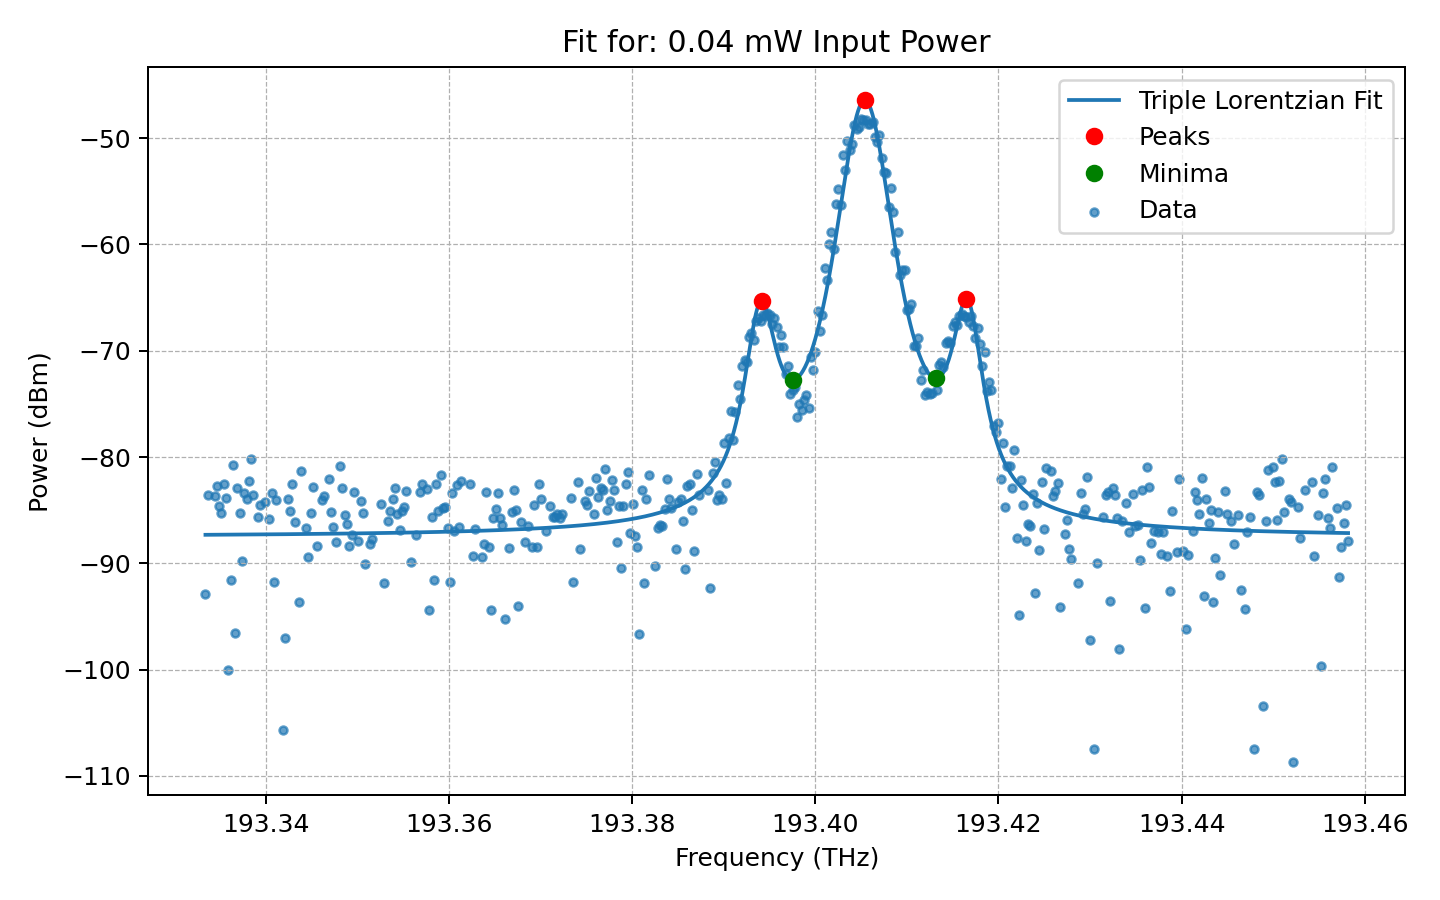 Fit for: 0.04 mW Input Power
Triple Lorentzian Fit
Peaks
Minima
Data
Power (dBm)
−50
−60
−70
−80
−90
−100
−110
193.34 193.36 193.38 193.40 193.42 193.44 193.46
Frequency (THz)